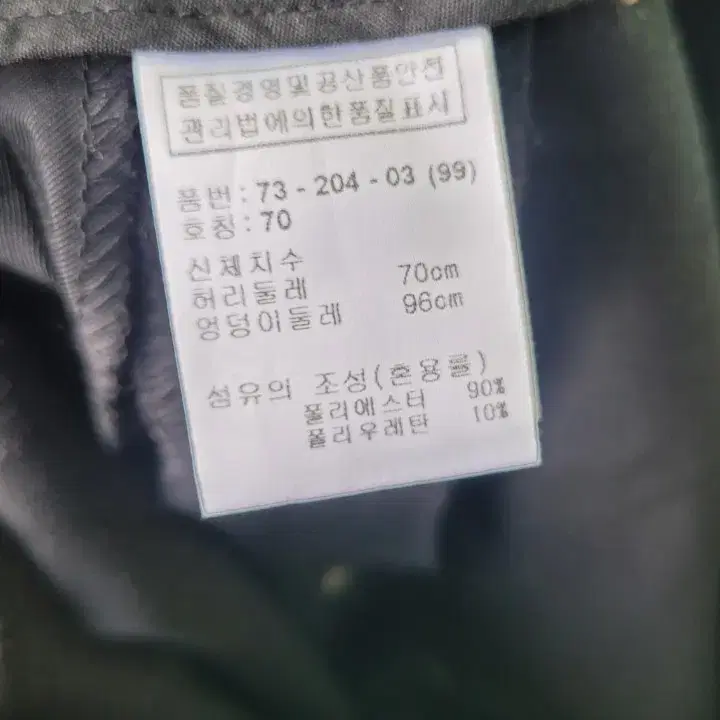 품질경영및공산품안전
관리법에의한품질표시
품번 : 73 - 204 - 03 (99)
호칭 : 70
신체치수
허리둘레 70cm
엉덩이둘레 96cm
섬유의 조성(혼용률)
폴리에스터 90%
폴리우레탄 10%